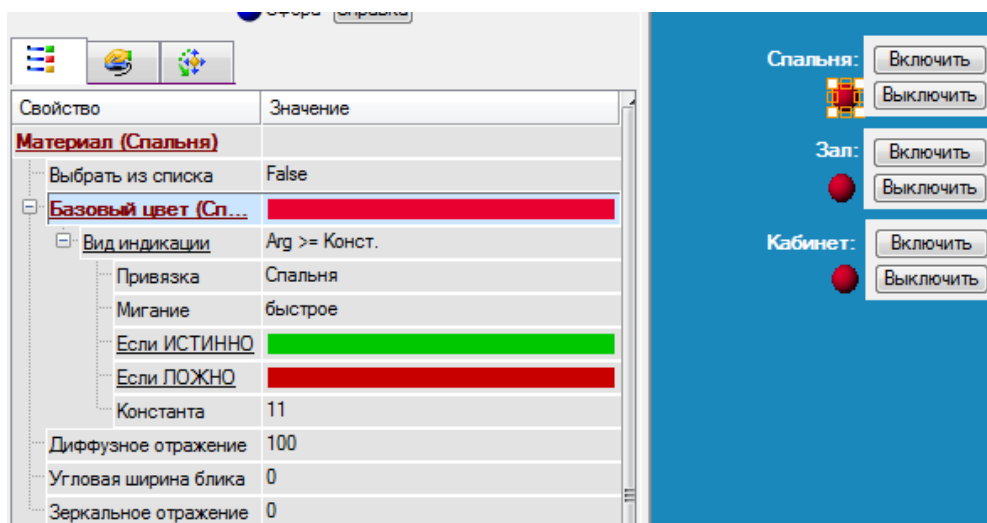 Сфера Справка
Свойство Значение
Материал (Спальня)
Выбрать из списка False
Базовый цвет (Сп...
Вид индикации Arg >= Конст.
Привязка Спальня
Мигание быстрое
Если ИСТИННО
Если ЛОЖНО
Константа 11
Диффузное отражение 100
Угловая ширина блика 0
Зеркальное отражение 0
Спальня: Включить
Выключить
Зал: Включить
Выключить
Кабинет: Включить
Выключить